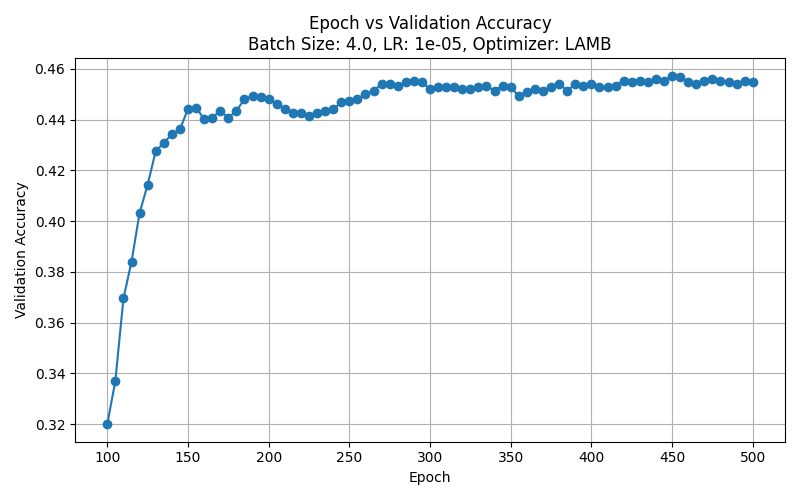 Epoch vs Validation Accuracy
Batch Size: 4.0, LR: 1e-05, Optimizer: LAMB
0.46
0.44
0.42
0.40
0.38
0.36
0.34
0.32
Validation Accuracy
100 150 200 250 300 350 400 450 500
Epoch